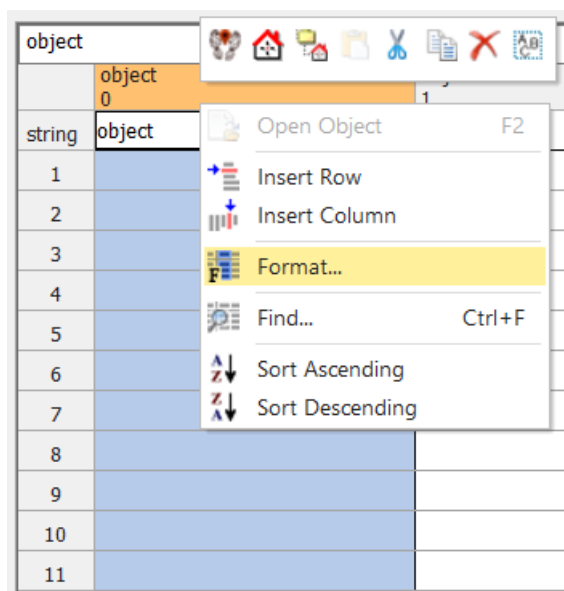 object
object
0
1
string object
Open Object F2
1
Insert Row
2
Insert Column
3
Format...
4
Find... Ctrl+F
5
6
Sort Ascending
7
Sort Descending
8
9
10
11